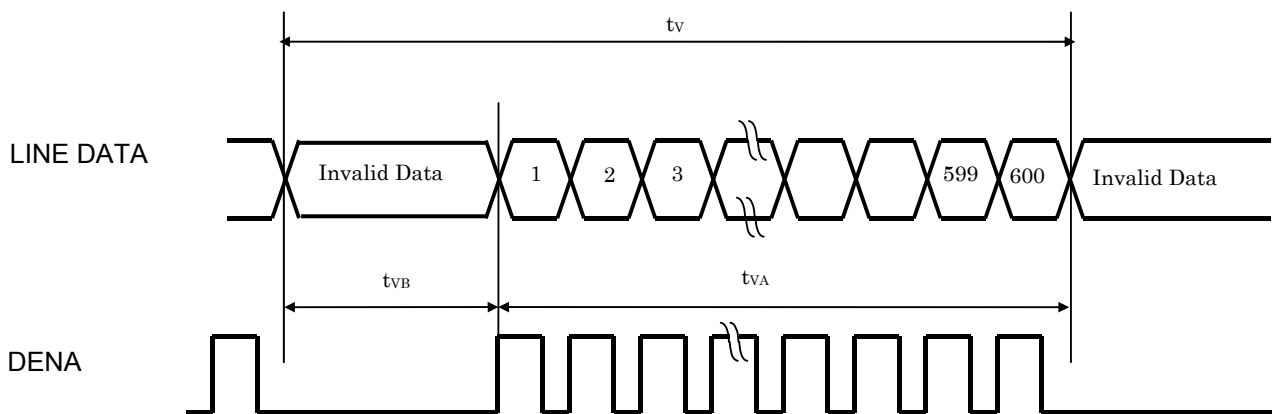 tV
LINE DATA
Invalid Data 1 2 3 599 600 Invalid Data
tVB tVA
DENA